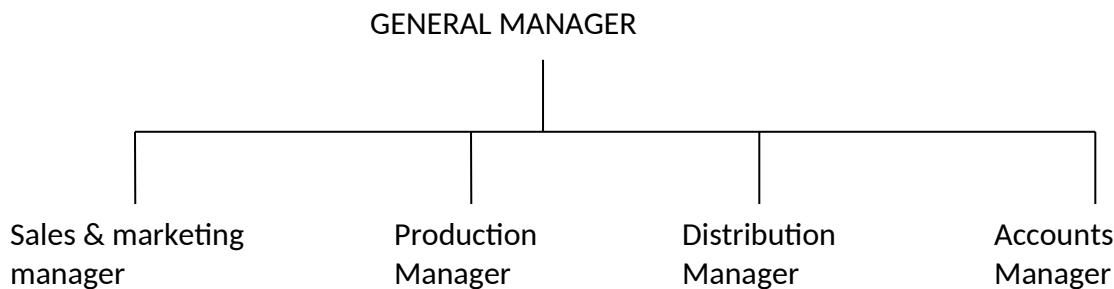 GENERAL MANAGER
Sales & marketing
manager
Production
Manager
Distribution
Manager
Accounts
Manager